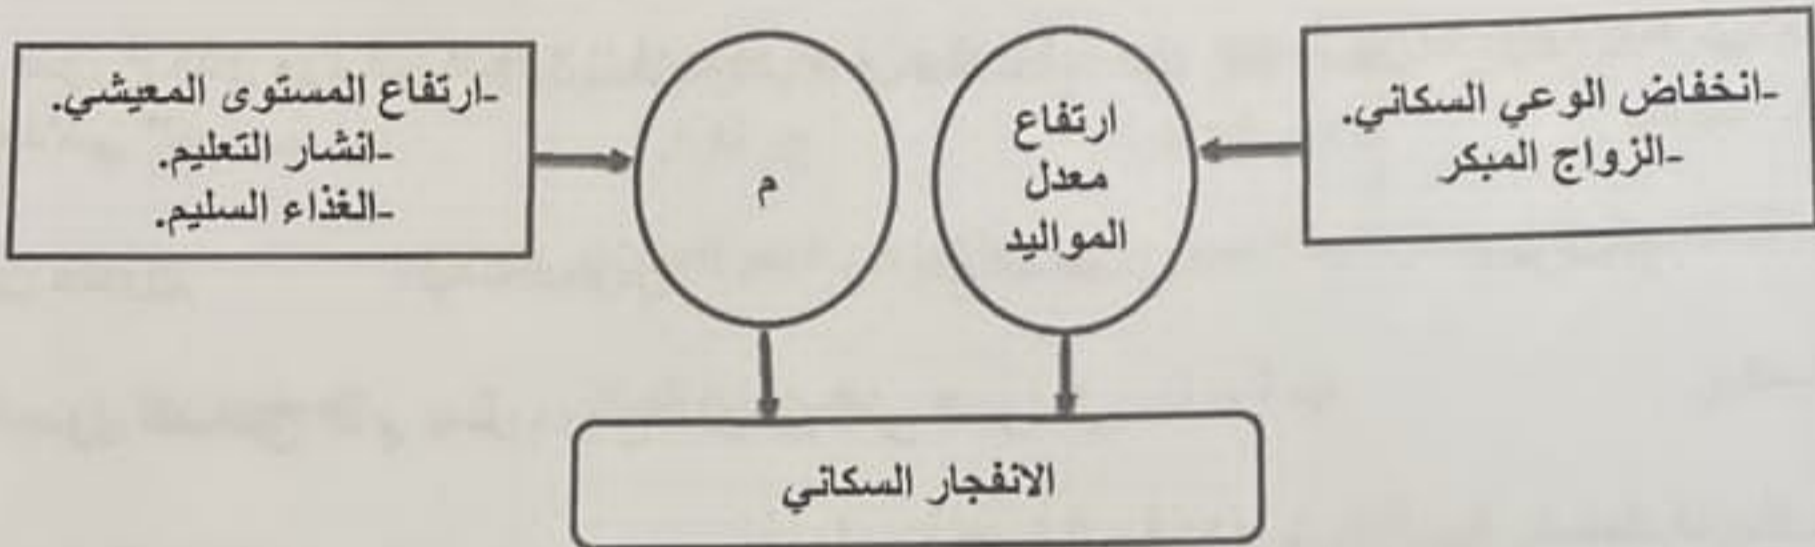 -انخفاض الوعي السكاني.
-الزواج المبكر
ارتفاع
معدل
المواليد
م
-ارتفاع المستوى المعيشي.
-انشار التعليم.
-الغذاء السليم.
الانفجار السكاني